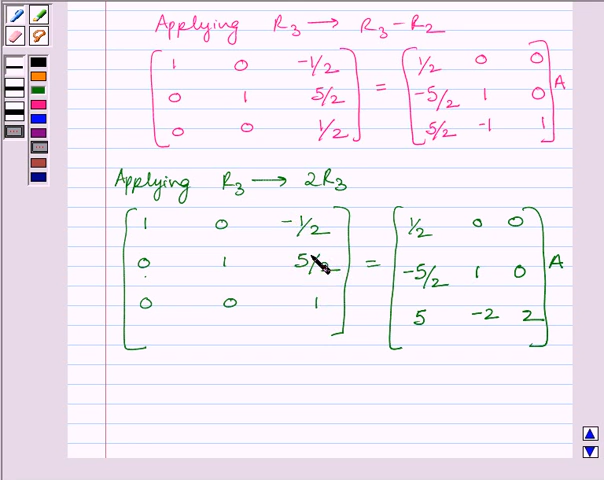 Applying R3 → R3 - R2
1 0 -1/2 1/2 0 0
0 1 5/2 = -5/2 1 0 A
0 0 1/2 5/2 -1 1
Applying R3 → 2R3
1 0 -1/2 1/2 0 0
0 1 5/2 = -5/2 1 0 A
0 0 1 5 -2 2